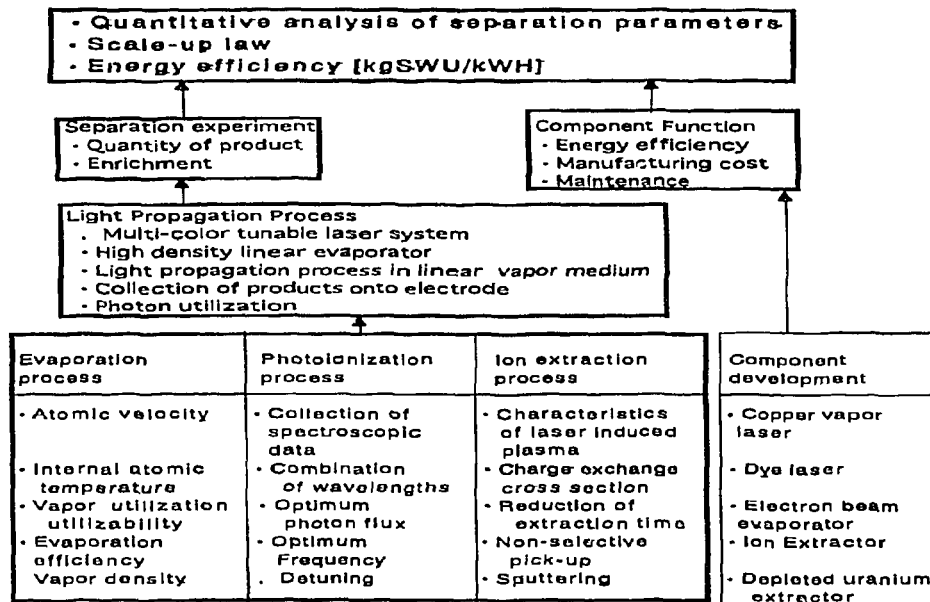 · Quantitative analysis of separation parameters
· Scale-up law
· Energy efficiency [kgSWU/kWH]
Separation experiment
· Quantity of product
· Enrichment
Component Function
· Energy efficiency
· Manufacturing cost
· Maintenance
Light Propagation Process
. Multi-color tunable laser system
· High density linear evaporator
· Light propagation process in linear vapor medium
· Collection of products onto electrode
· Photon utilization
Evaporation
process
· Atomic velocity
· Internal atomic
temperature
· Vapor utilization
utilizability
· Evaporation
efficiency
Vapor density
Photoionization
process
· Collection of
spectroscopic
data
· Combination
of wavelengths
· Optimum
photon flux
· Optimum
Frequency
. Detuning
Ion extraction
process
· Characteristics
of laser induced
plasma
· Charge exchange
cross section
· Reduction of
extraction time
· Non-selective
pick-up
· Sputtering
Component
development
· Copper vapor
laser
· Dye laser
· Electron beam
evaporator
· Ion Extractor
· Depleted uranium
extractor